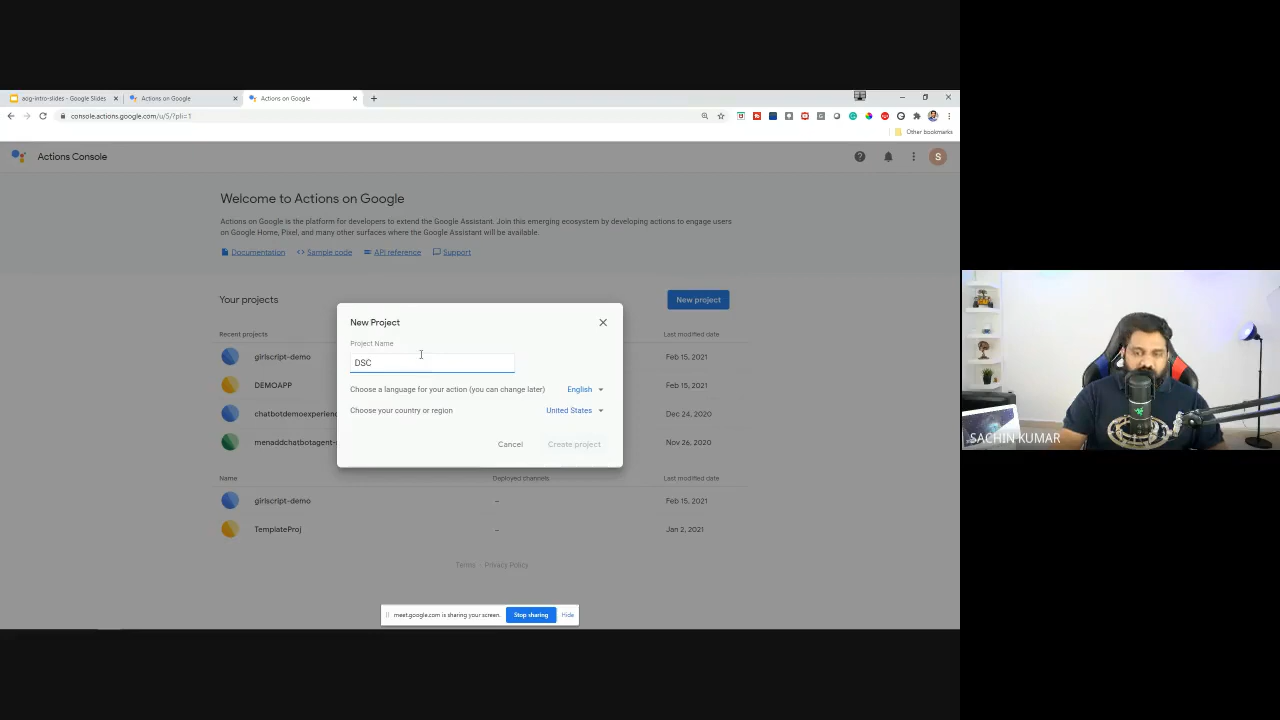 aog-intro-slides - Google Slides
Actions on Google
Actions on Google
console.actions.google.com/u/5/?pli=1
Other bookmarks
Actions Console
S
Welcome to Actions on Google
Actions on Google is the platform for developers to extend the Google Assistant. Join this emerging ecosystem by developing actions to engage users
on Google Home, Pixel, and many other surfaces where the Google Assistant will be available.
Documentation
Sample code
API reference
Support
Your projects
New project
Recent projects
Last modified date
girlscript-demo
Feb 15, 2021
DEMOAPP
Feb 15, 2021
chatbotdemoexperienc
Dec 24, 2020
menaddchatbotagent-
Nov 26, 2020
New Project
Project Name
DSC
Choose a language for your action (you can change later)
English
Choose your country or region
United States
Cancel
Create project
Name
Deployed channels
Last modified date
girlscript-demo
–
Feb 15, 2021
TemplateProj
–
Jan 2, 2021
Terms · Privacy Policy
meet.google.com is sharing your screen.
Stop sharing
Hide
SACHIN KUMAR